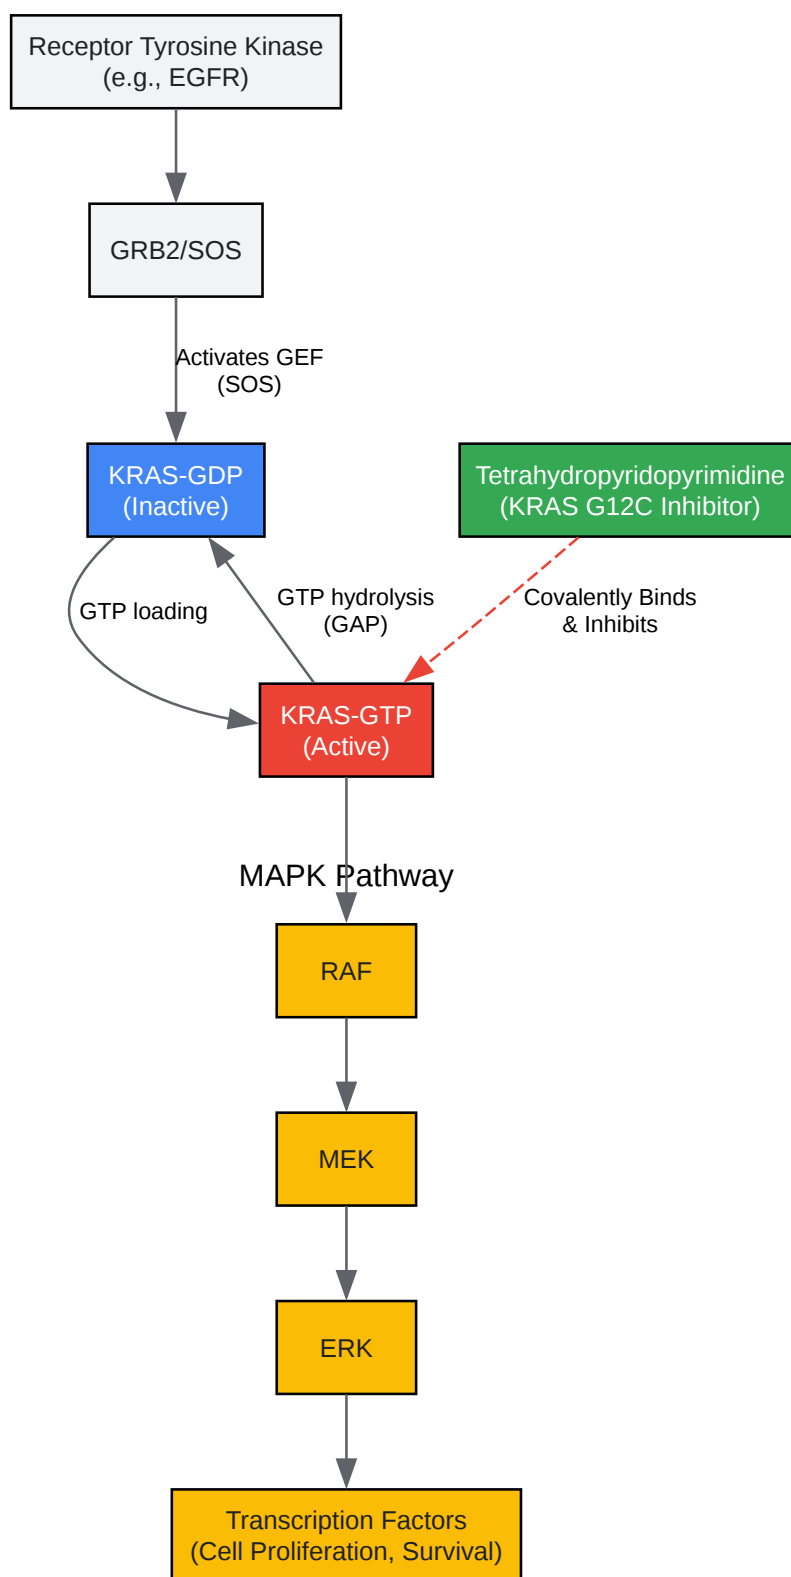 Receptor Tyrosine Kinase
(e.g., EGFR)
GRB2/SOS
Activates GEF
(SOS)
KRAS-GDP
(Inactive)
Tetrahydropyridopyrimidine
(KRAS G12C Inhibitor)
GTP loading
GTP hydrolysis
(GAP)
Covalently Binds
& Inhibits
KRAS-GTP
(Active)
MAPK Pathway
RAF
MEK
ERK
Transcription Factors
(Cell Proliferation, Survival)